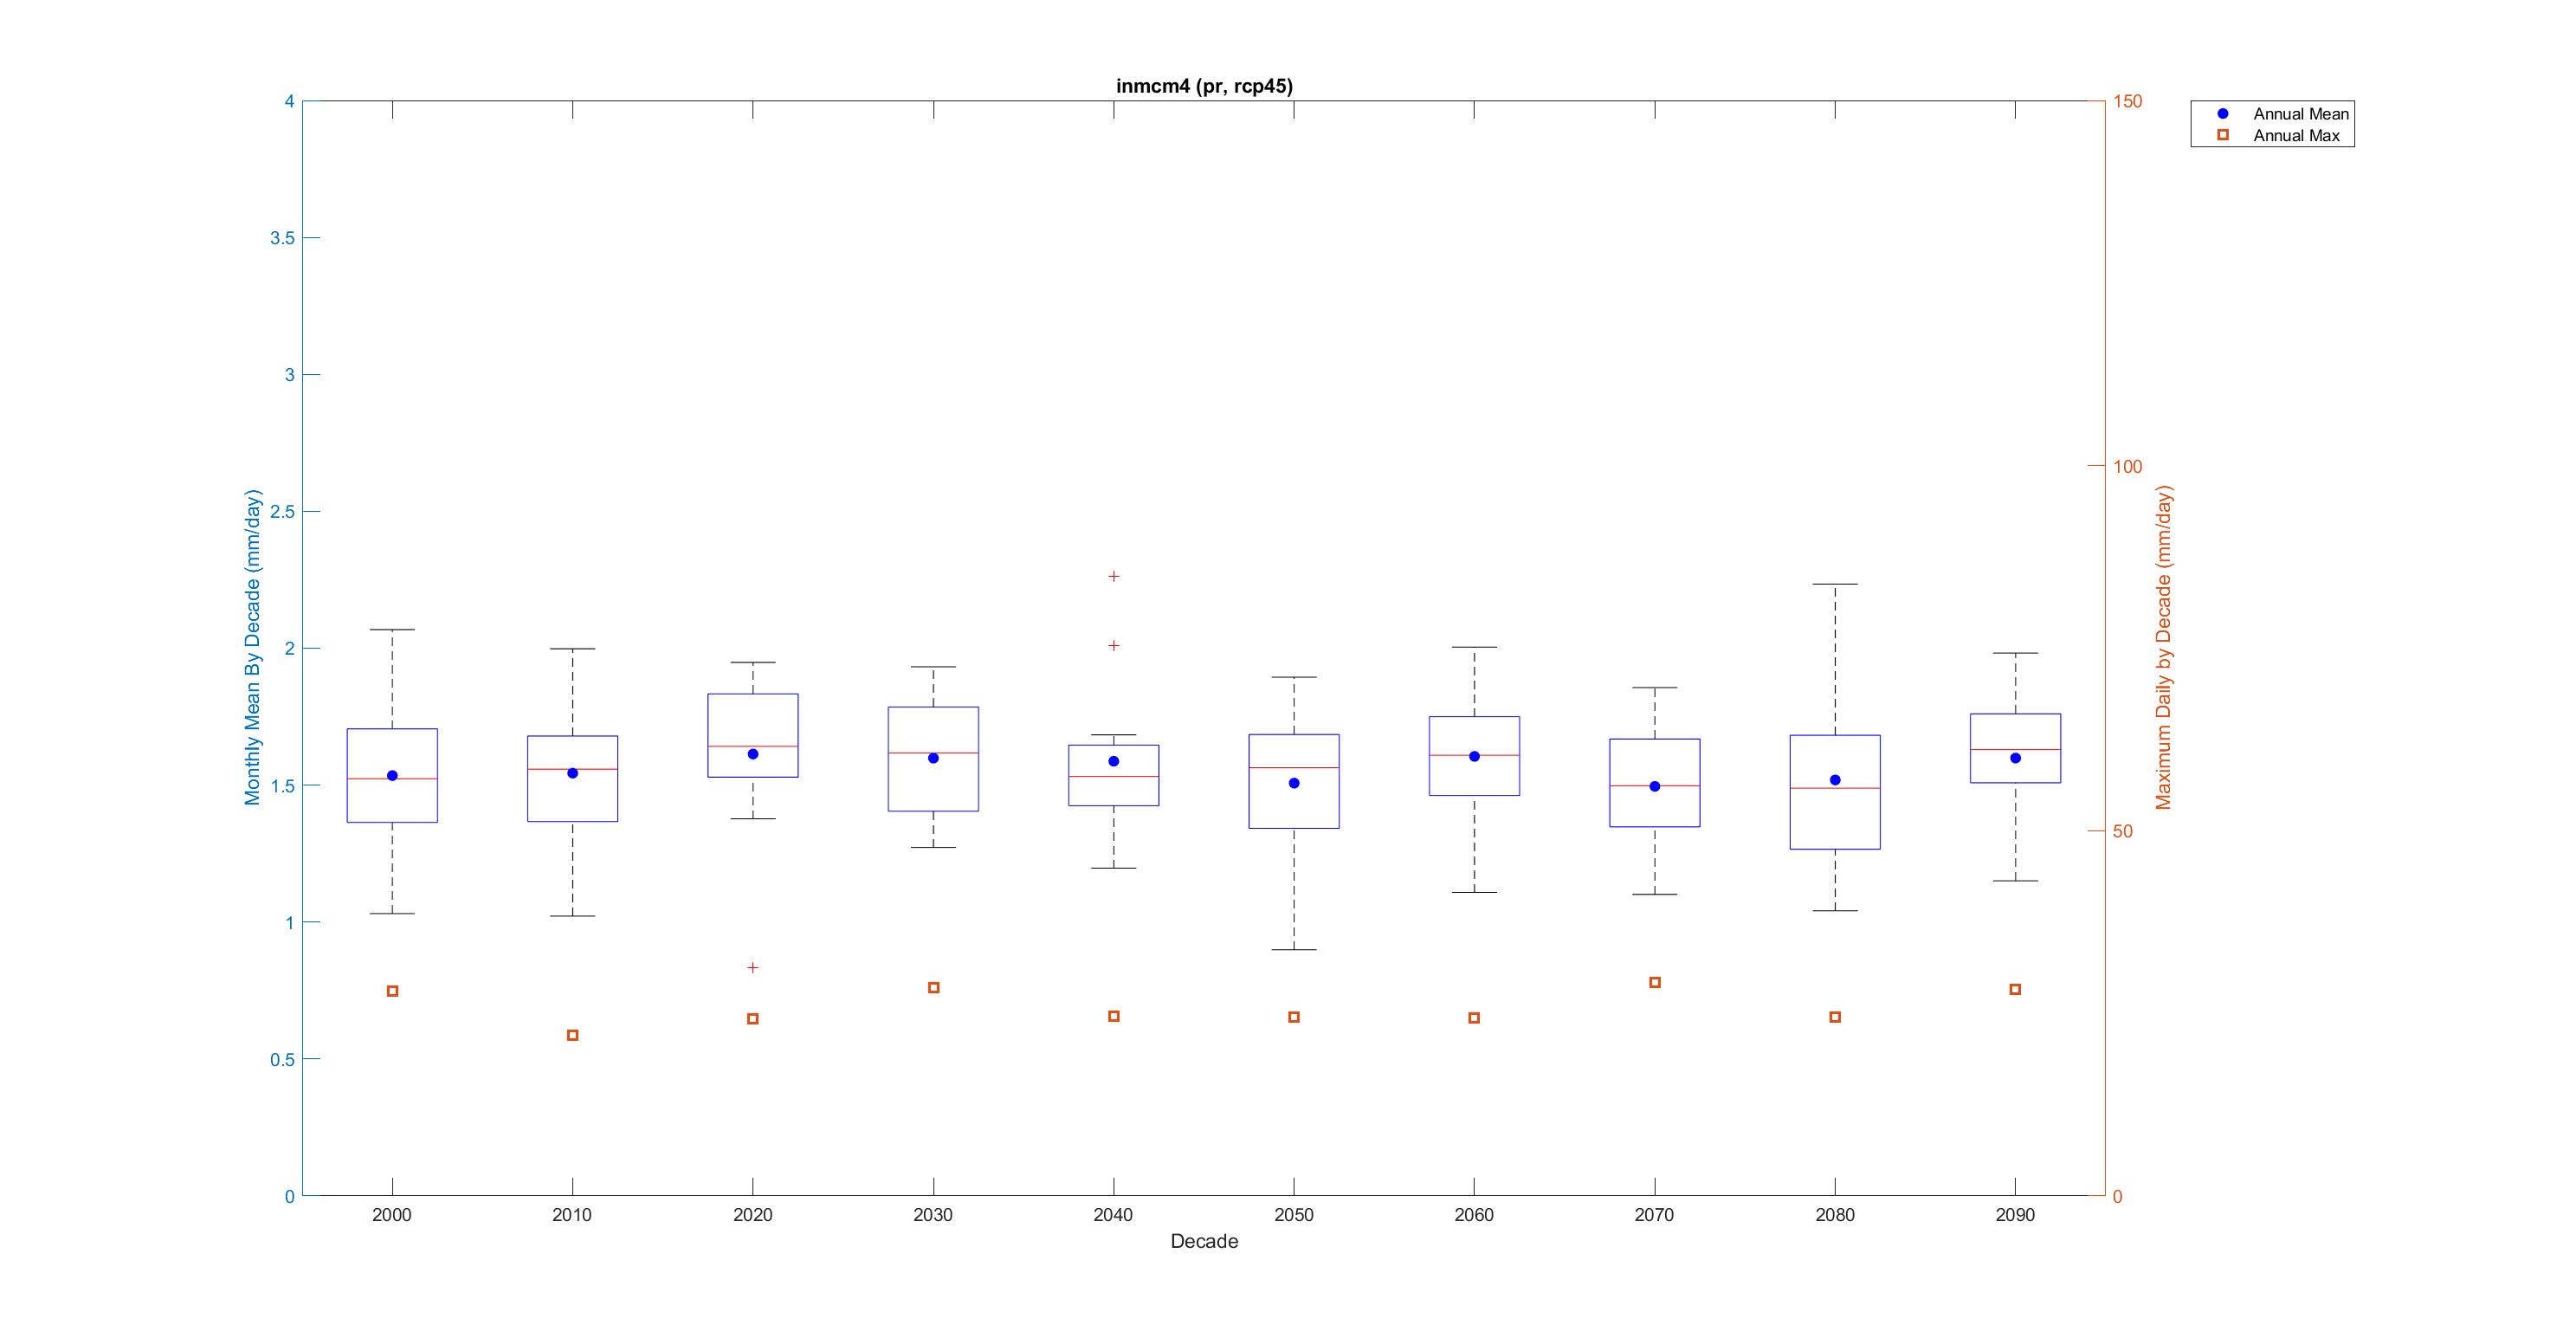 inmcm4 (pr, rcp45)
4
3.5
3
2.5
2
1.5
1
0.5
0
Monthly Mean By Decade (mm/day)
150
100
50
0
Maximum Daily by Decade (mm/day)
Annual Mean
Annual Max
2000 2010 2020 2030 2040 2050 2060 2070 2080 2090
Decade